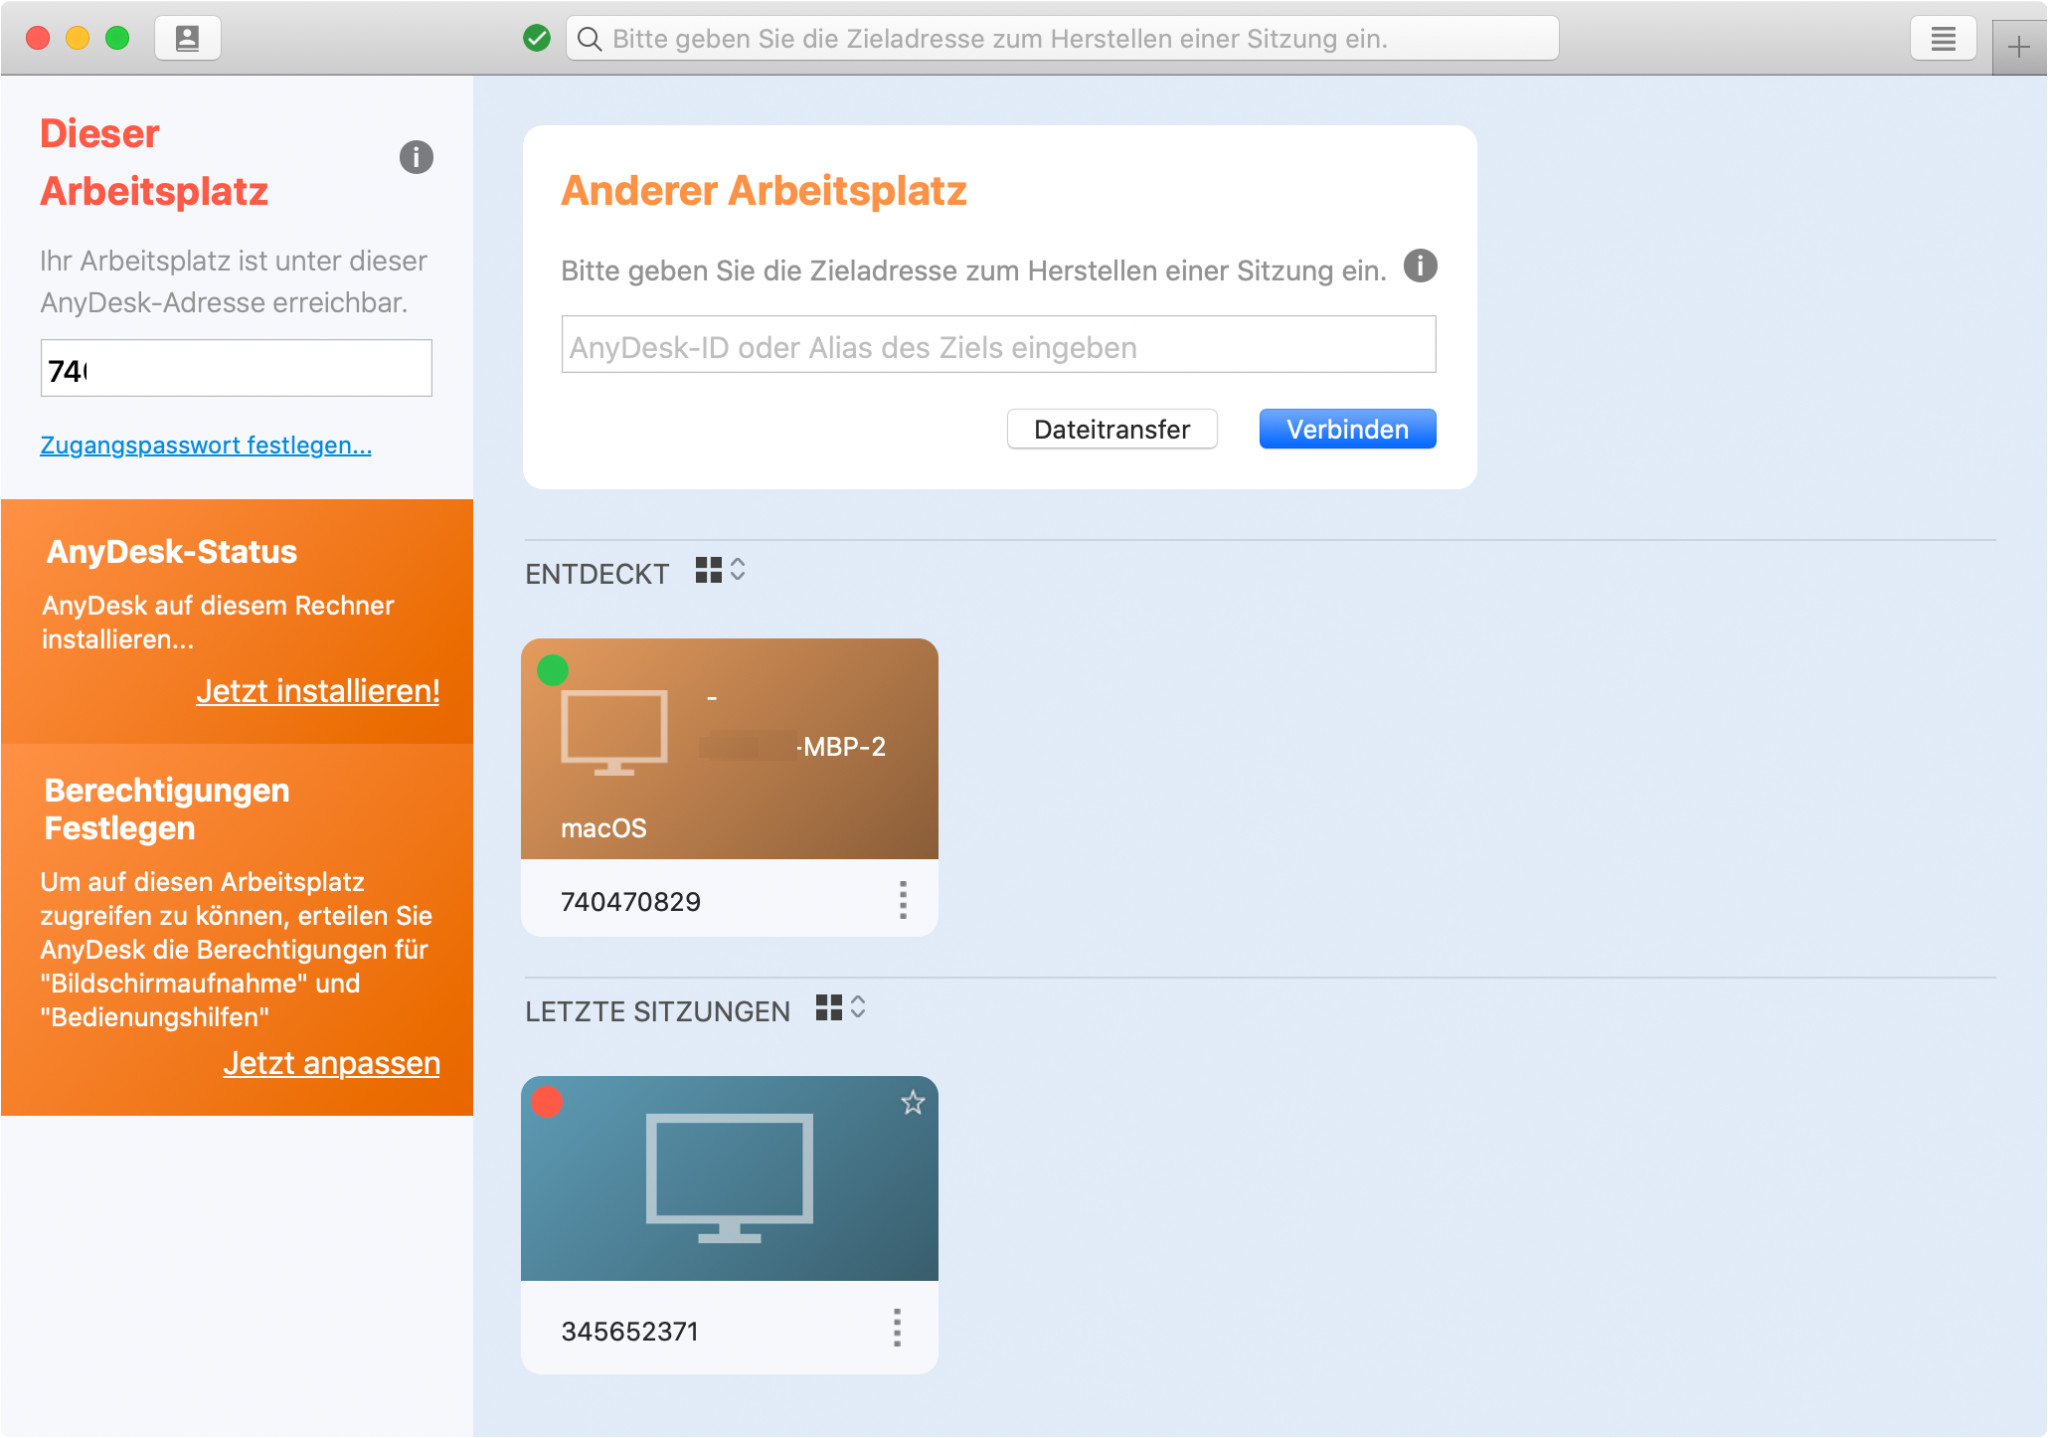 Bitte geben Sie die Zieladresse zum Herstellen einer Sitzung ein.
Dieser
Arbeitsplatz
Ihr Arbeitsplatz ist unter dieser
AnyDesk-Adresse erreichbar.
74
Zugangspasswort festlegen...
AnyDesk-Status
AnyDesk auf diesem Rechner
installieren...
Jetzt installieren!
Berechtigungen
Festlegen
Um auf diesen Arbeitsplatz
zugreifen zu können, erteilen Sie
AnyDesk die Berechtigungen für
"Bildschirmaufnahme" und
"Bedienungshilfen"
Jetzt anpassen
Anderer Arbeitsplatz
Bitte geben Sie die Zieladresse zum Herstellen einer Sitzung ein.
AnyDesk-ID oder Alias des Ziels eingeben
Dateitransfer
Verbinden
ENTDECKT
-
-MBP-2
macOS
740470829
LETZTE SITZUNGEN
345652371